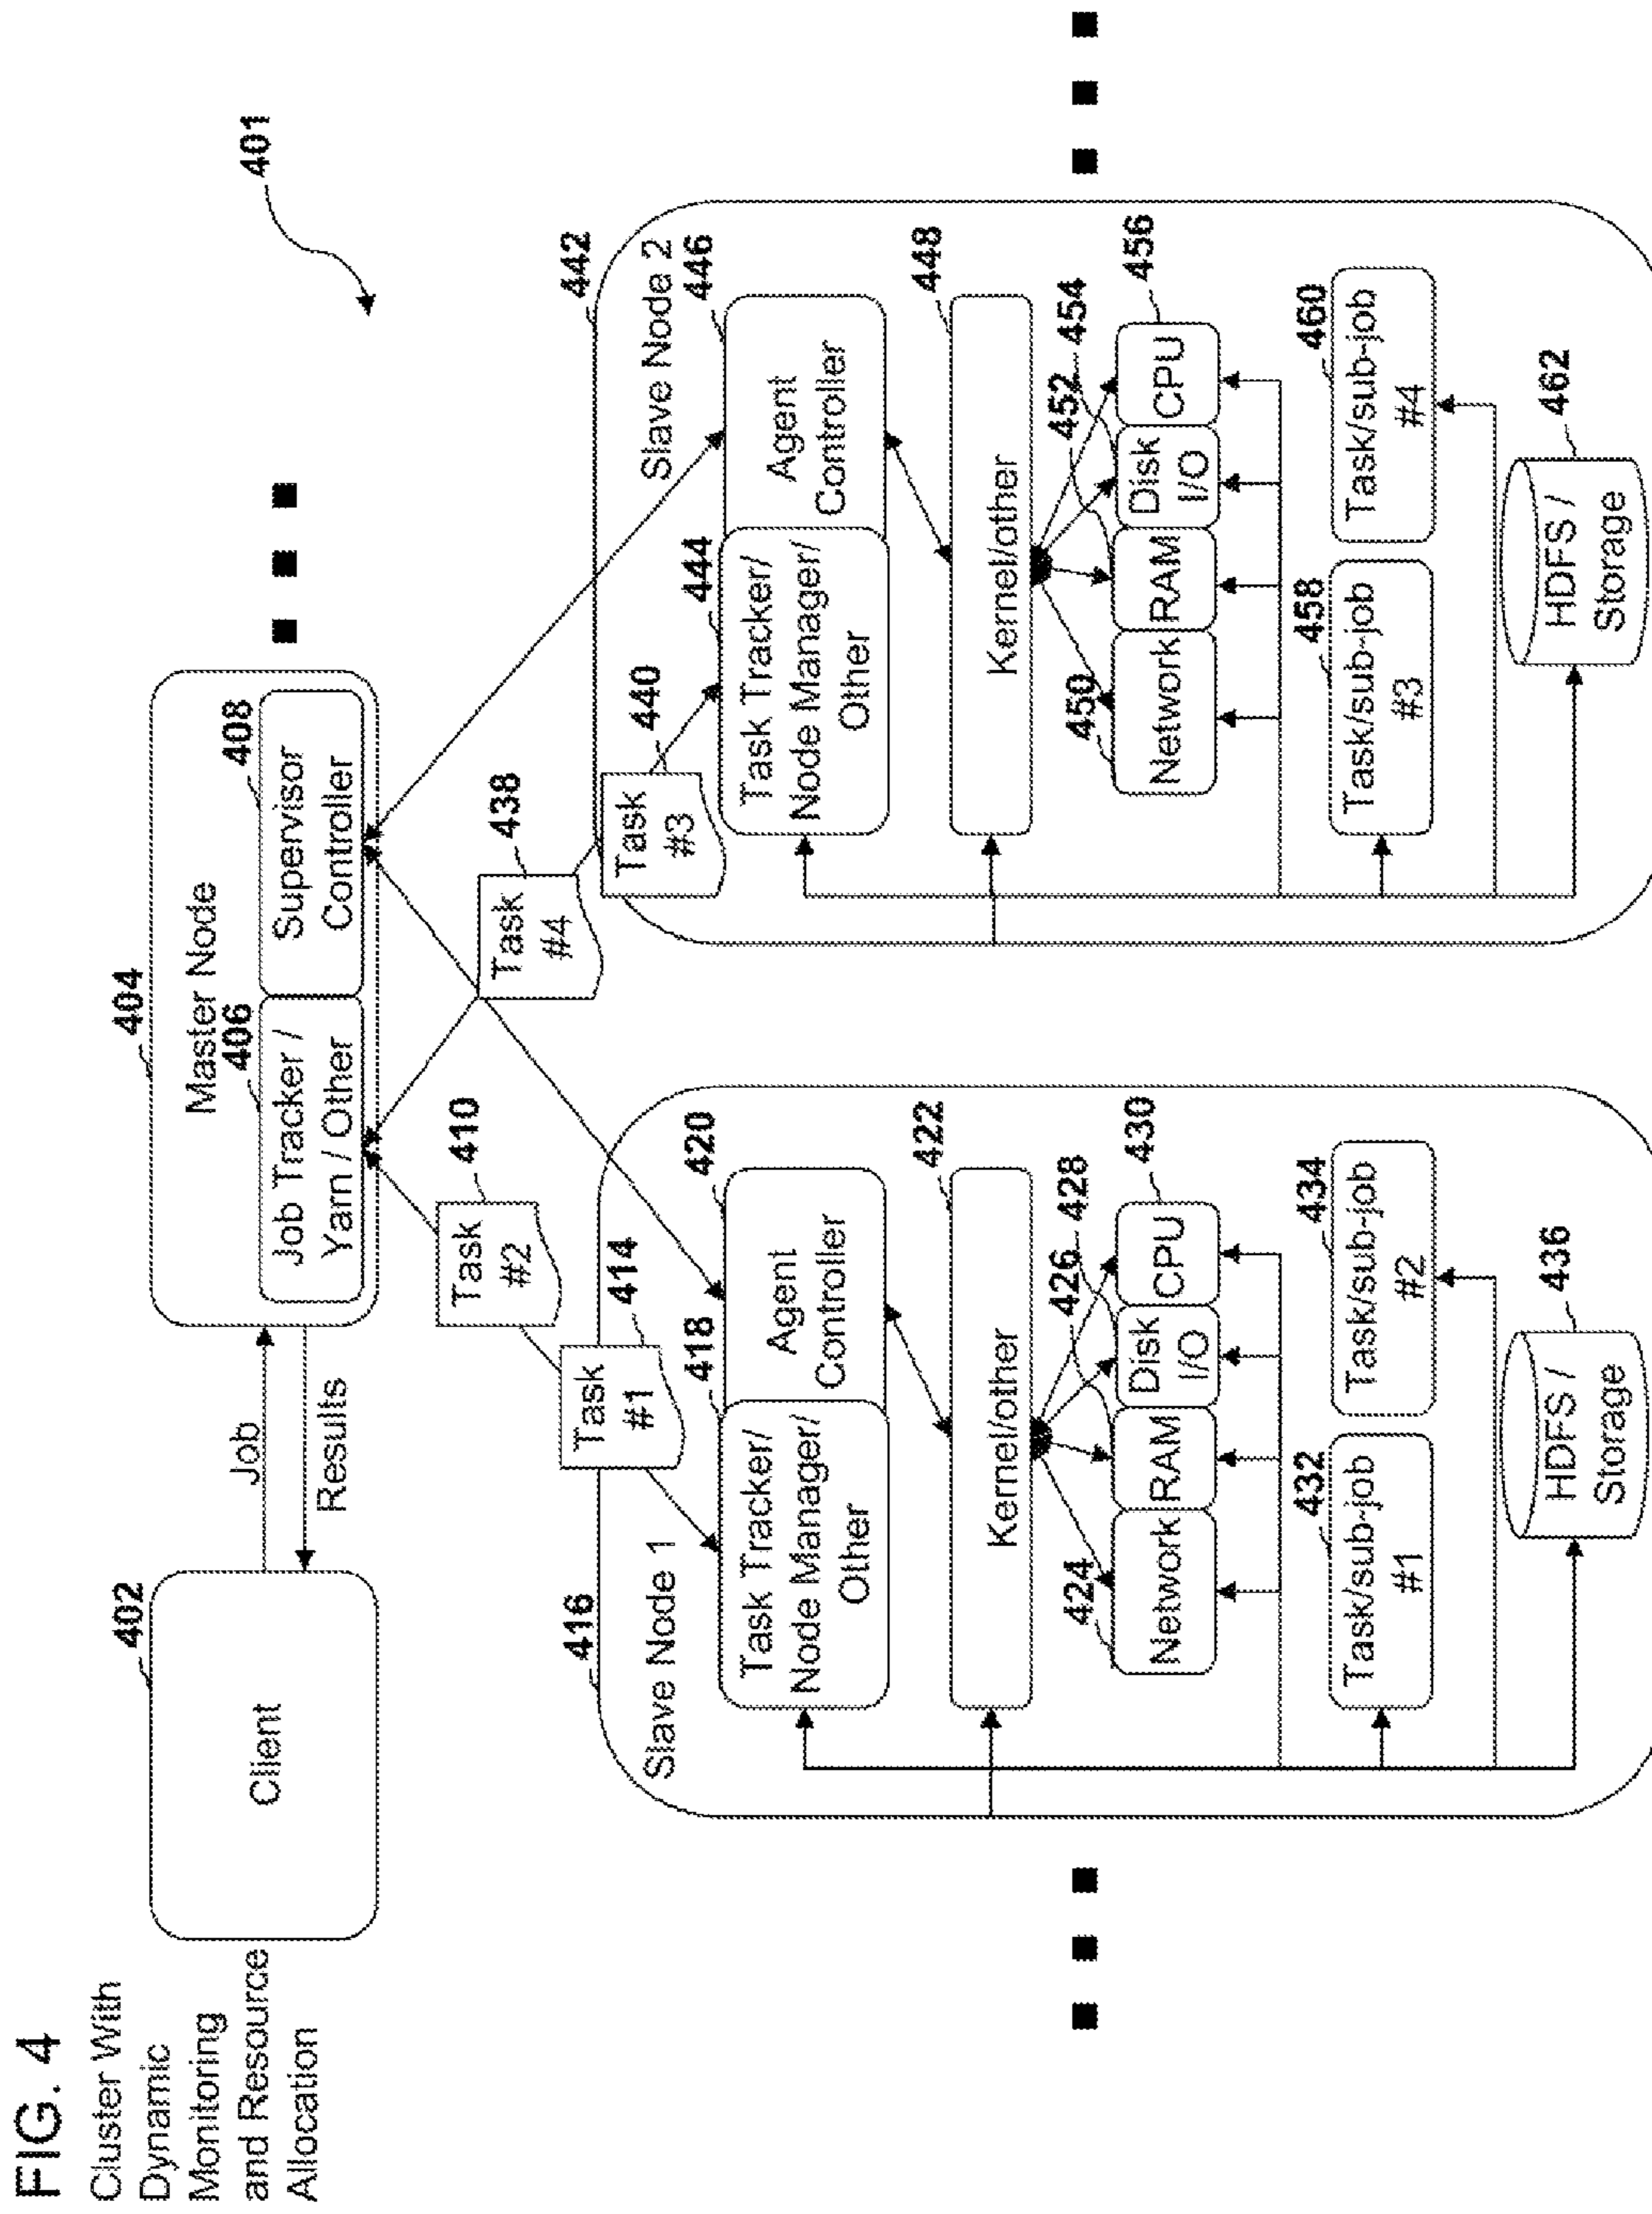 FIG. 4
Cluster With
Dynamic
Monitoring
and Resource
Allocation
401
402
Client
Job
Results
404
Master Node
406
Job Tracker /
Yarn / Other
408
Supervisor
Controller
410
Task
#2
414
Task
#1
438
Task
#4
440
Task
#3
416
Slave Node 1
418
Task Tracker/
Node Manager/
Other
420
Agent
Controller
422
Kernel/other
424
Network
426
RAM
428
Disk
I/O
430
CPU
432
Task/sub-job
#1
434
Task/sub-job
#2
436
HDFS /
Storage
442
Slave Node 2
444
Task Tracker/
Node Manager/
Other
446
Agent
Controller
448
Kernel/other
450
Network
452
RAM
454
Disk
I/O
456
CPU
458
Task/sub-job
#3
460
Task/sub-job
#4
462
HDFS /
Storage